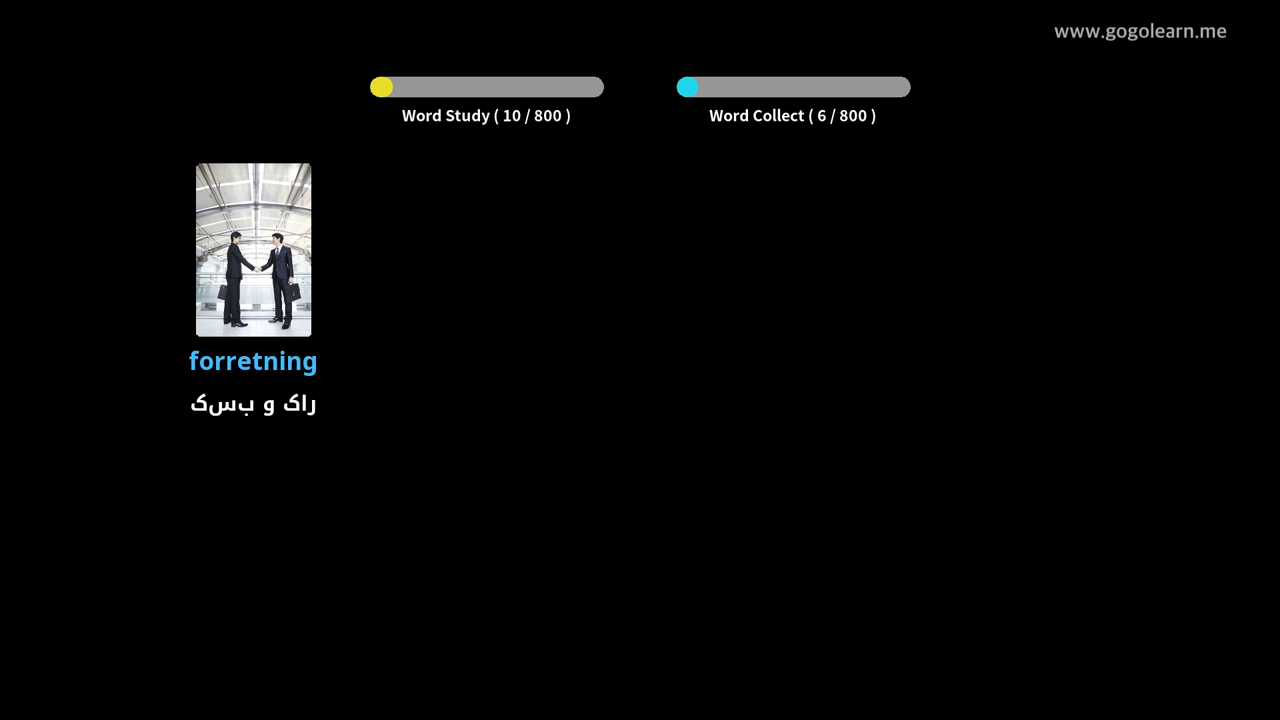 www.gogolearn.me
Word Study ( 10 / 800 )
Word Collect ( 6 / 800 )
forretning
راک و بسک